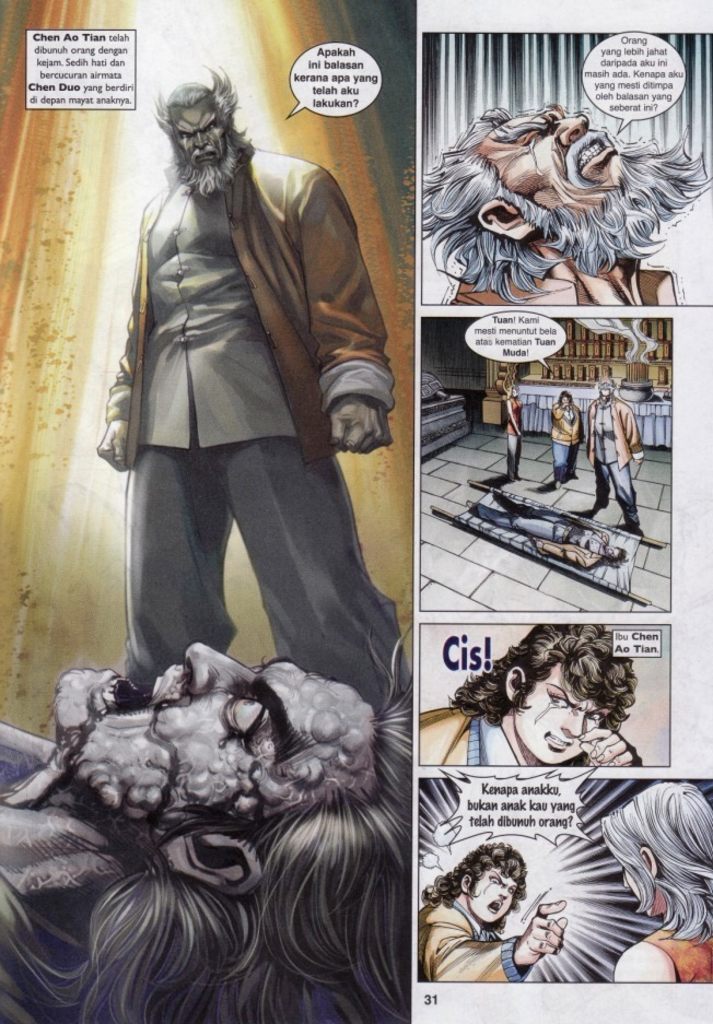 Chen Ao Tian telah
dibunuh orang dengan
kejam. Sedih hati dan
bercucuran airmata
Chen Duo yang berdiri
di depan mayat anaknya.
Apakah
ini balasan
kerana apa yang
telah aku
lakukan?
Orang
yang lebih jahat
daripada aku ini
masih ada. Kenapa aku
yang mesti ditimpa
oleh balasan yang
seberat ini?
Tuan! Kami
mesti menuntut bela
atas kematian Tuan
Muda!
Cis!
Ibu Chen
Ao Tian.
Kenapa anakku,
bukan anak kau yang
telah dibunuh orang?
31